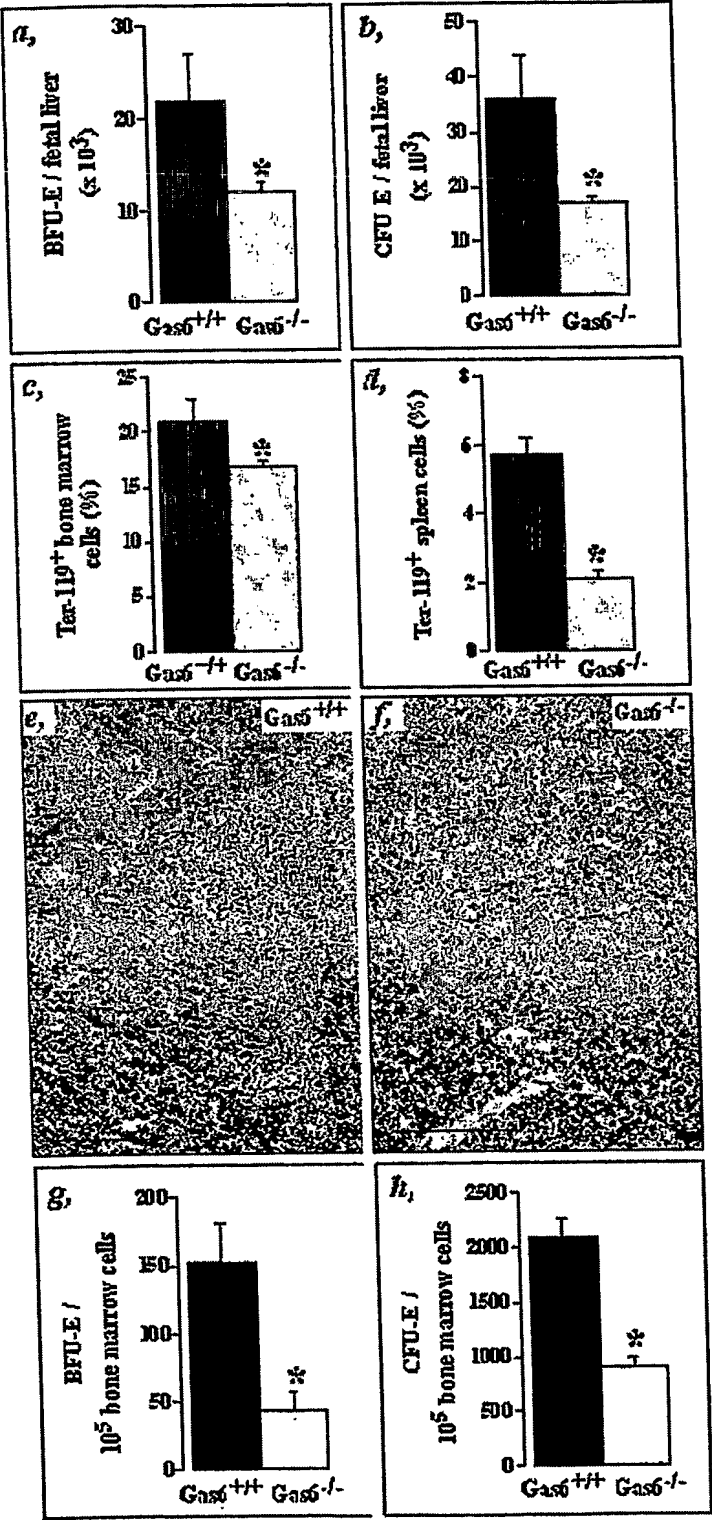 a,
BFU-E / fetal liver
(x 10³)
30
20
10
0
Gas6+/+ Gas6-/-
b,
CFU E / fetal liver
(x 10³)
50
40
30
20
10
0
Gas6+/+ Gas6-/-
c,
Ter-119+ bone marrow
cells (%)
25
20
15
10
5
0
Gas6+/+ Gas6-/-
d,
Ter-119+ spleen cells (%)
8
6
4
2
0
Gas6+/+ Gas6-/-
e,
Gas6+/+
f,
Gas6-/-
g,
BFU-E /
10⁵ bone marrow cells
200
150
100
50
0
Gas6+/+ Gas6-/-
h,
CFU-E /
10⁵ bone marrow cells
2500
2000
1500
1000
500
0
Gas6+/+ Gas6-/-